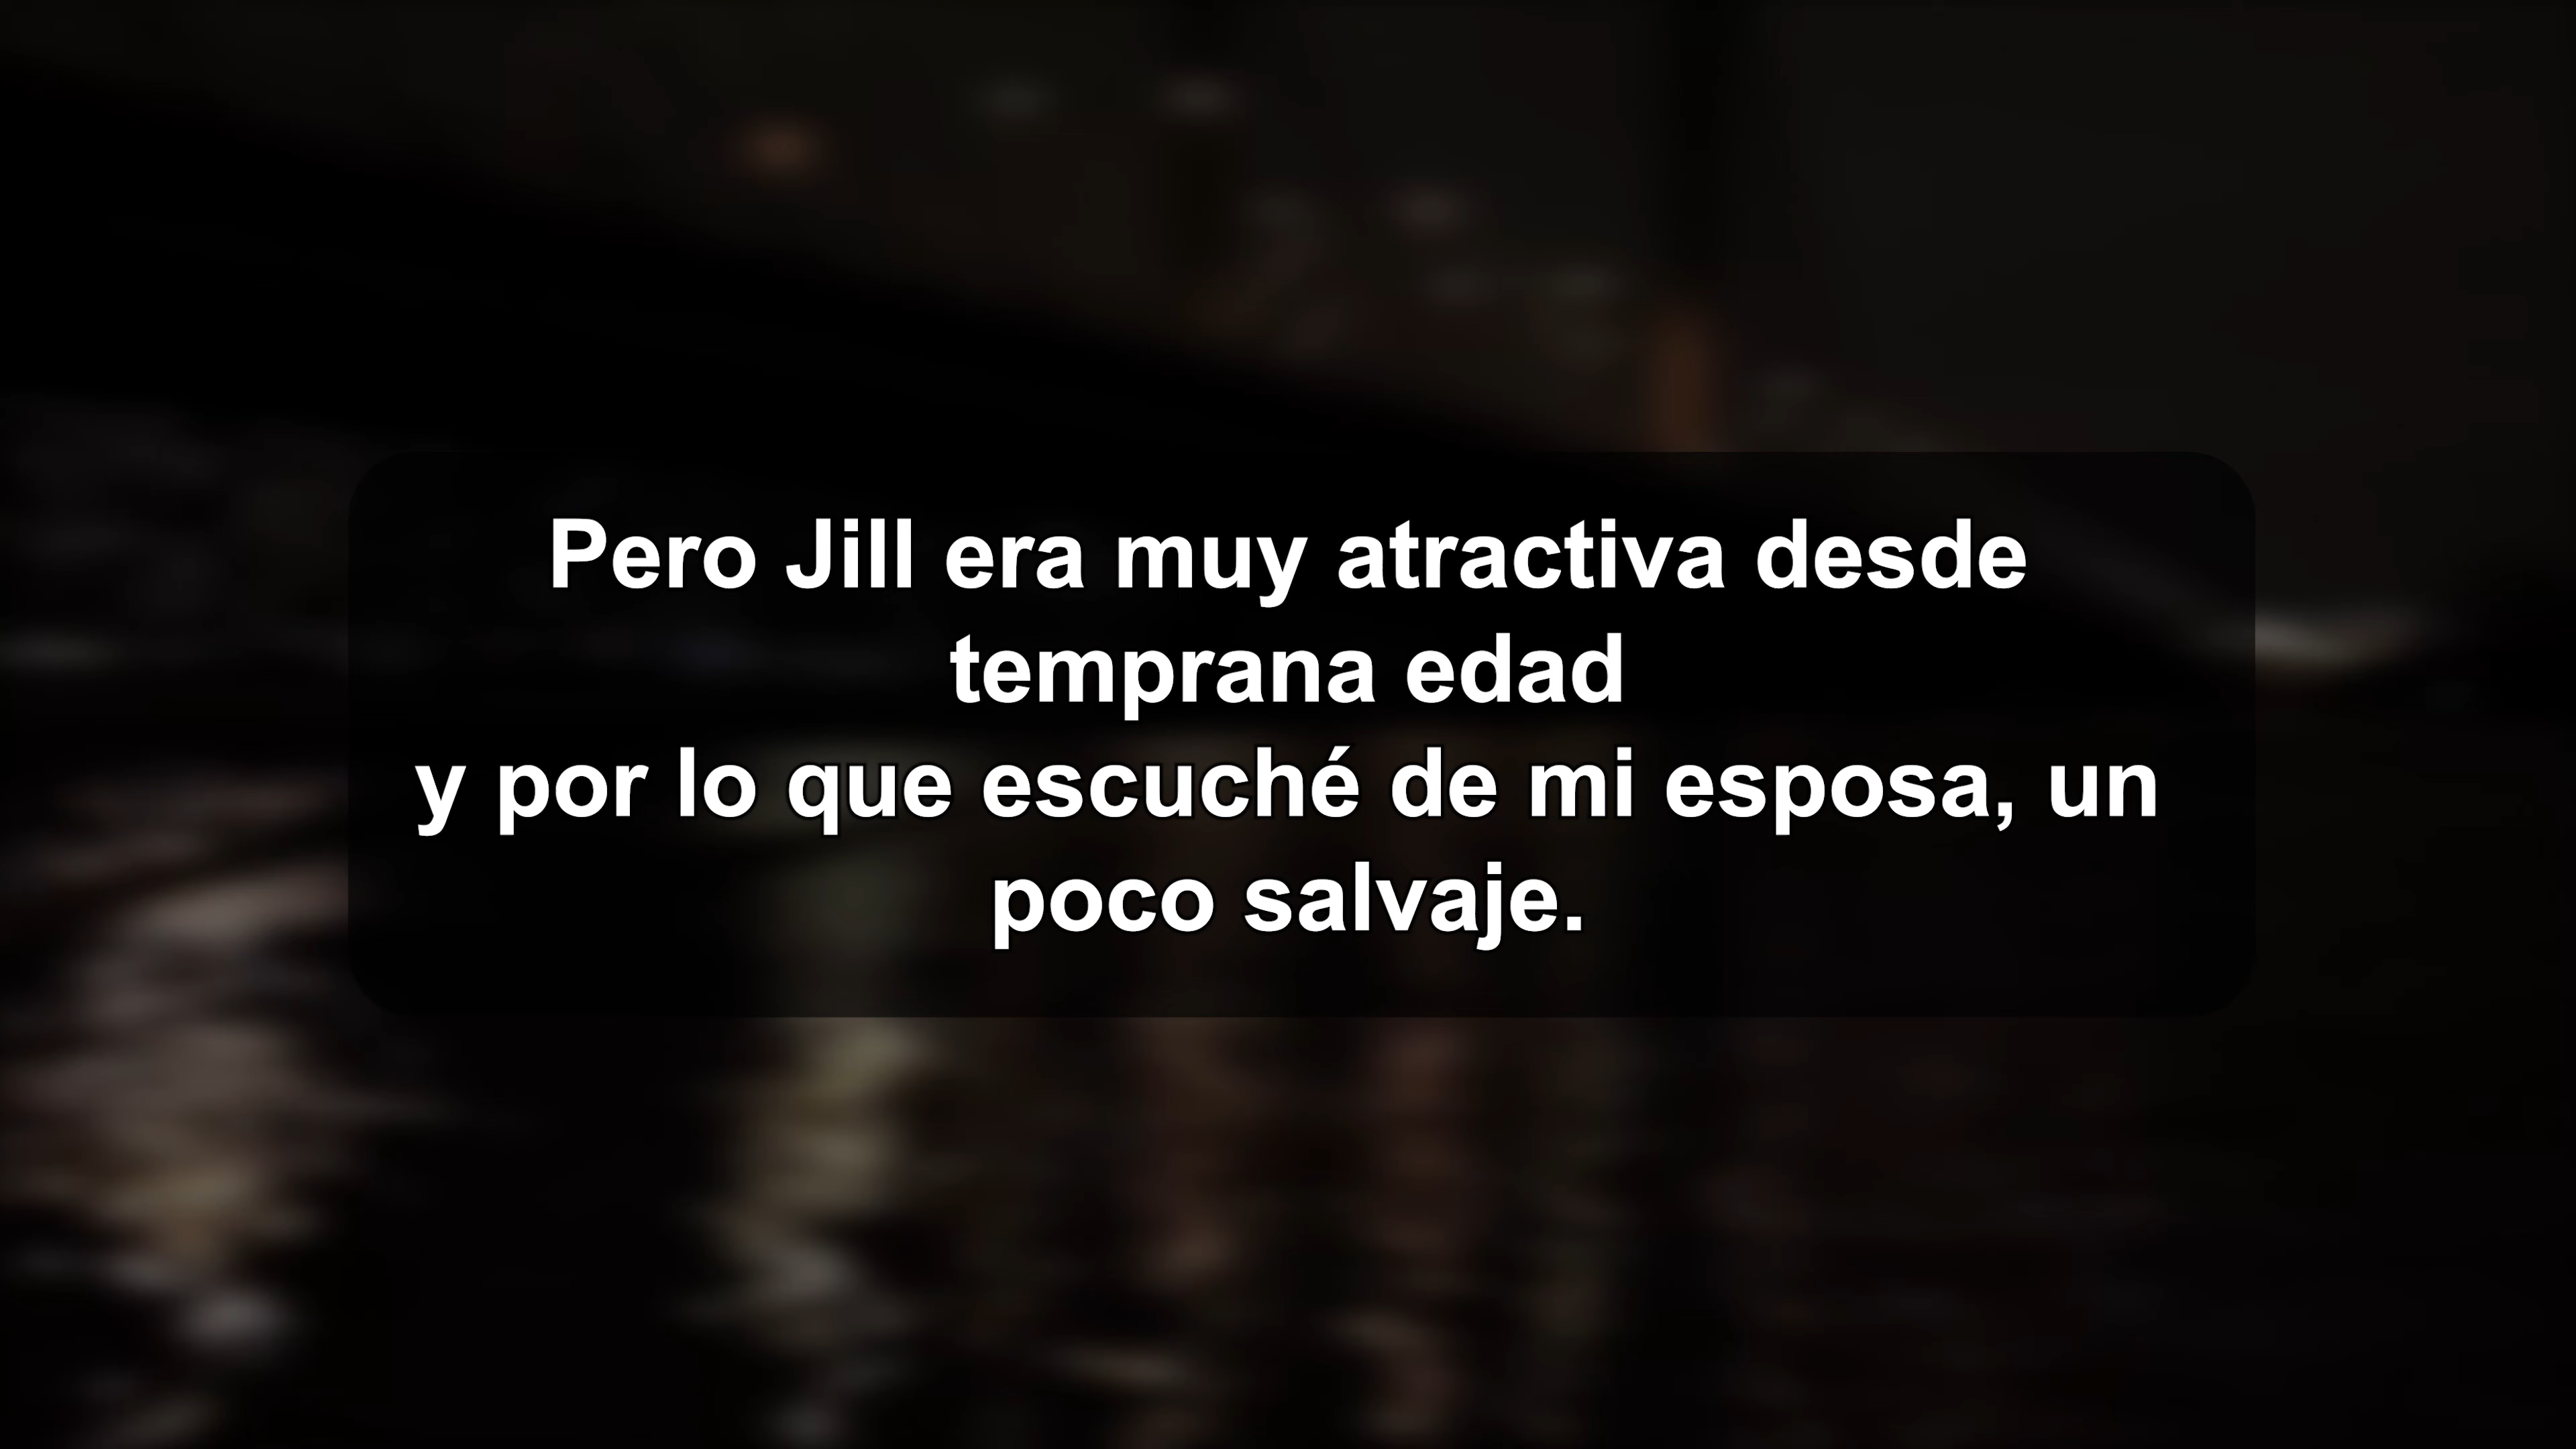 Pero Jill era muy atractiva desde
temprana edad
y por lo que escuché de mi esposa, un
poco salvaje.